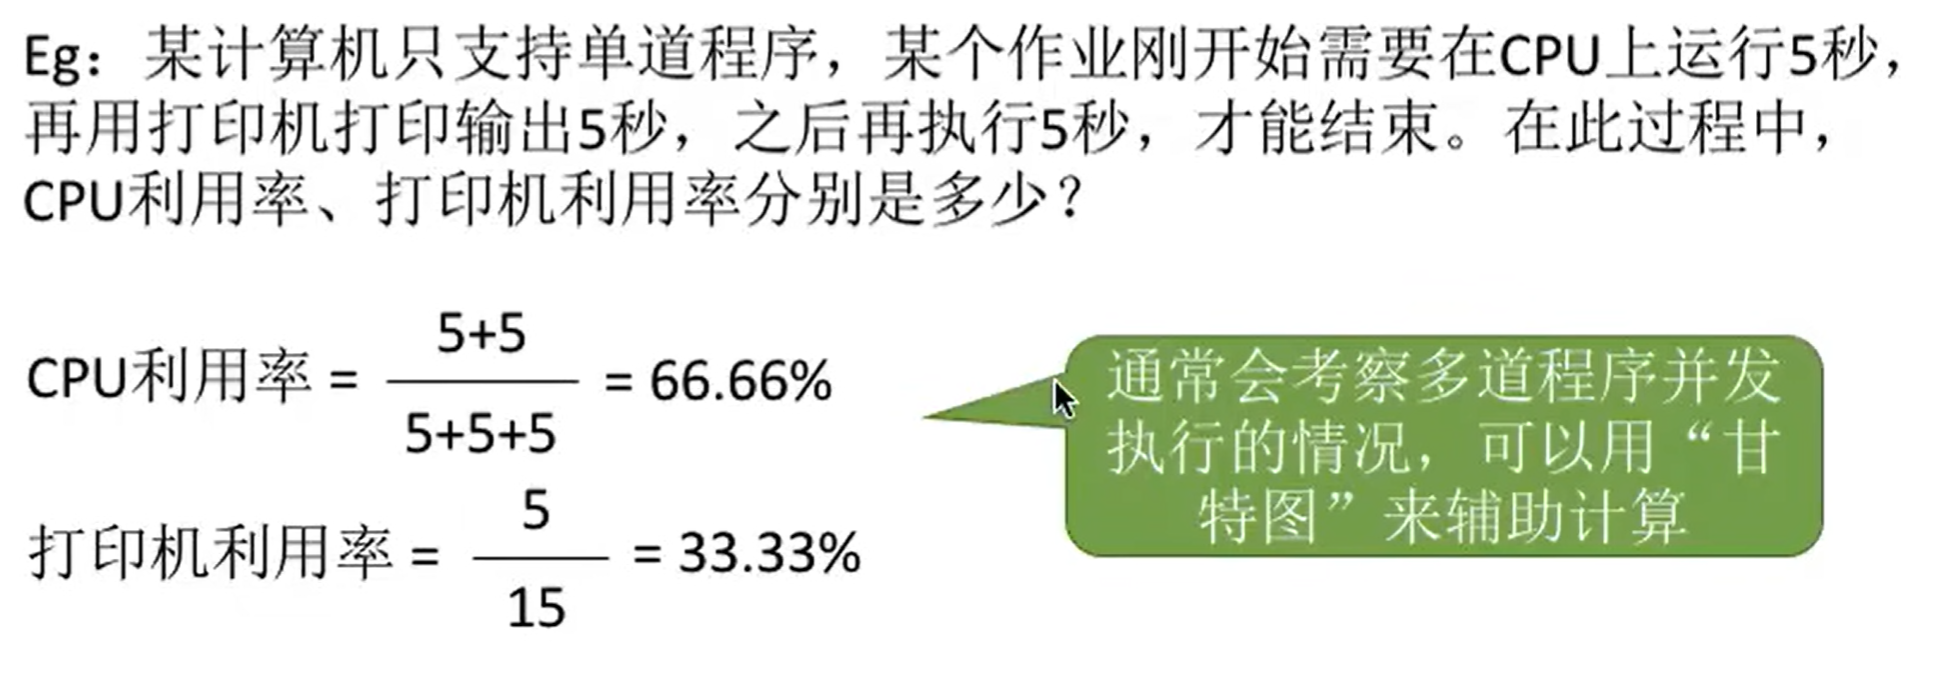 Eg：某计算机只支持单道程序，某个作业刚开始需要在CPU上运行5秒，
再用打印机打印输出5秒，之后再执行5秒，才能结束。在此过程中，
CPU利用率、打印机利用率分别是多少？
CPU利用率 =
5+5
5+5+5
= 66.66%
打印机利用率 =
5
15
= 33.33%
通常会考察多道程序并发
执行的情况，可以用“甘
特图”来辅助计算